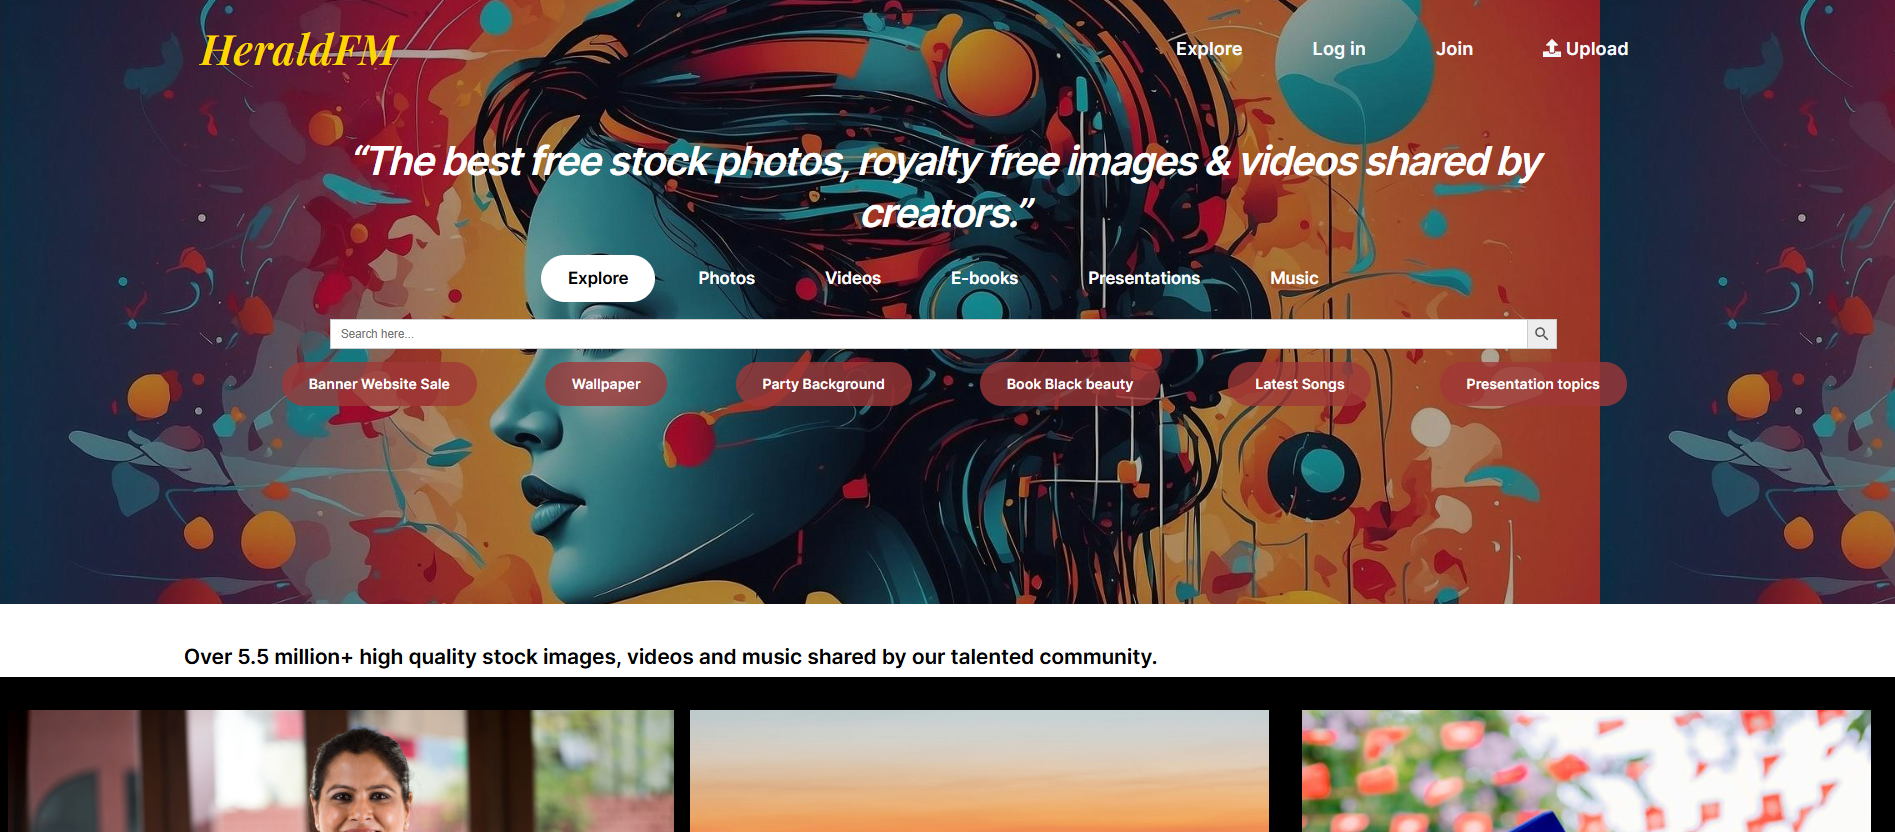 HeraldFM
Explore Log in Join Upload
“The best free stock photos, royalty free images & videos shared by
creators.”
Explore Photos Videos E-books Presentations Music
Search here...
Banner Website Sale Wallpaper Party Background Book Black beauty Latest Songs Presentation topics
Over 5.5 million+ high quality stock images, videos and music shared by our talented community.